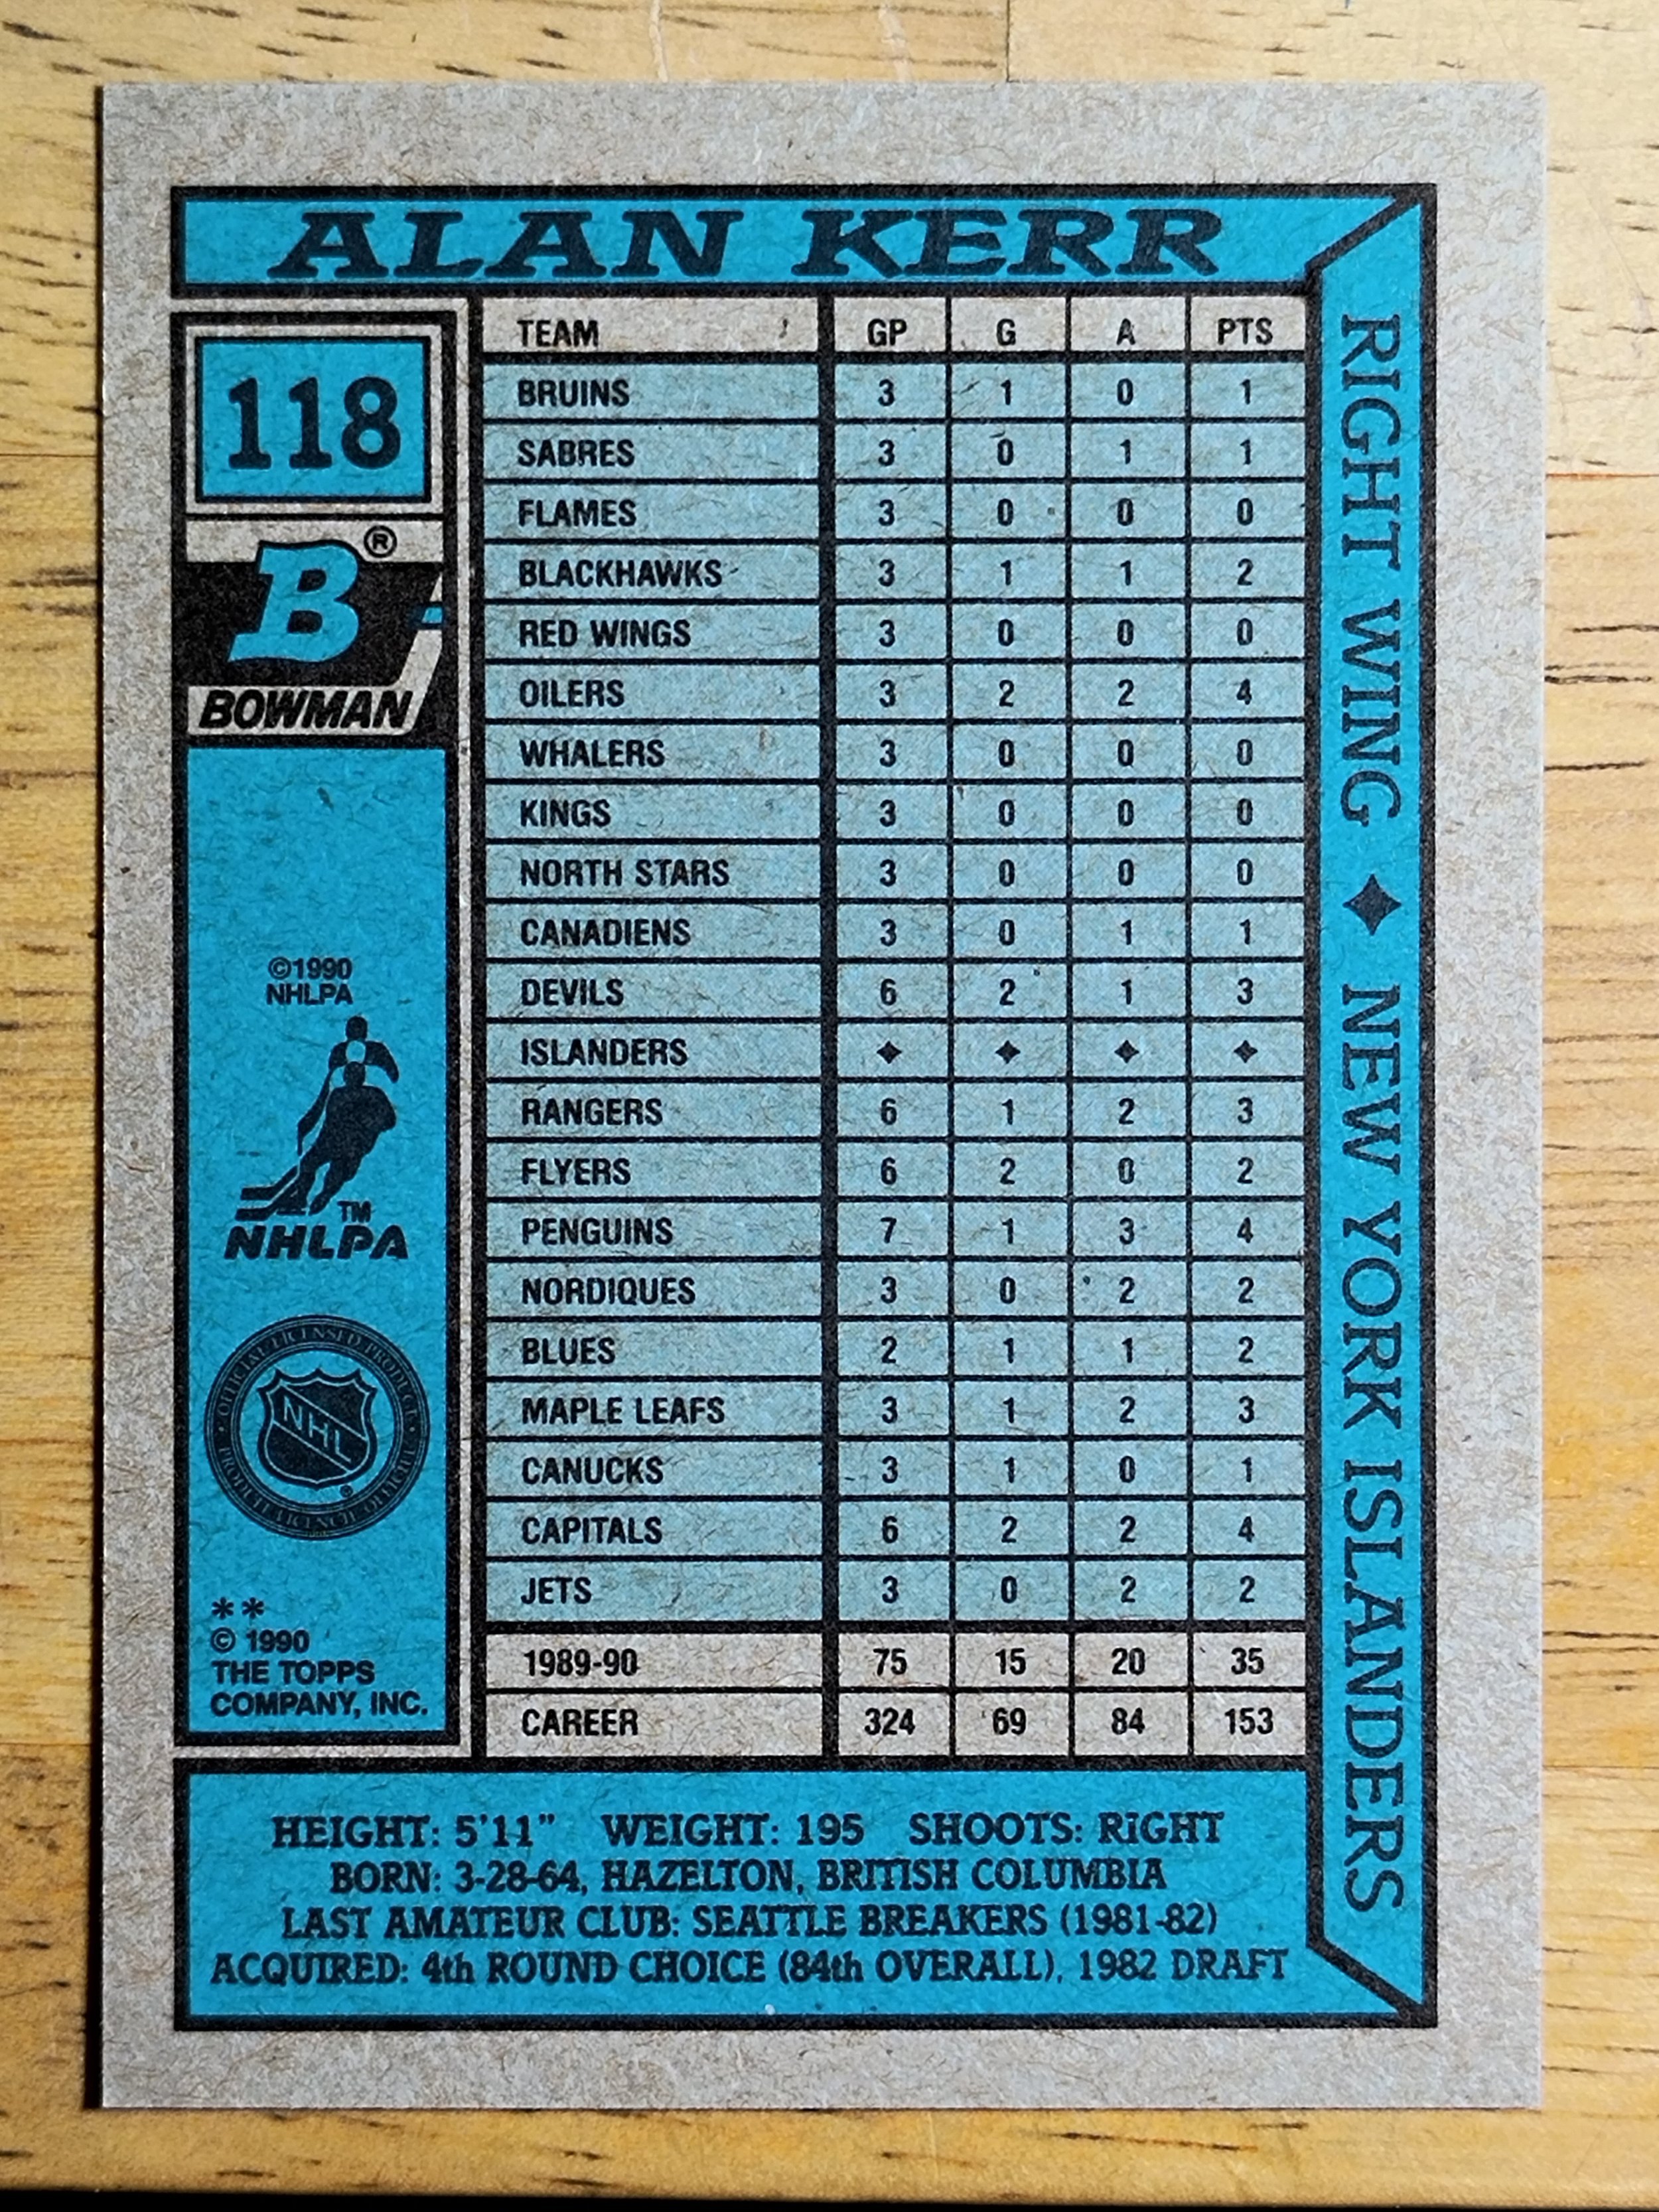 ALAN KERR
118
®
B
BOWMAN
©1990
NHLPA
TM
NHLPA
• OFFICIAL LICENSED PRODUCT •
NHL
®
PRODUIT LICENCIÉ OFFICIEL
**
© 1990
THE TOPPS
COMPANY, INC.
TEAM GP G A PTS
BRUINS 3 1 0 1
SABRES 3 0 1 1
FLAMES 3 0 0 0
BLACKHAWKS 3 1 1 2
RED WINGS 3 0 0 0
OILERS 3 2 2 4
WHALERS 3 0 0 0
KINGS 3 0 0 0
NORTH STARS 3 0 0 0
CANADIENS 3 0 1 1
DEVILS 6 2 1 3
ISLANDERS ✦ ✦ ✦ ✦
RANGERS 6 1 2 3
FLYERS 6 2 0 2
PENGUINS 7 1 3 4
NORDIQUES 3 0 2 2
BLUES 2 1 1 2
MAPLE LEAFS 3 1 2 3
CANUCKS 3 1 0 1
CAPITALS 6 2 2 4
JETS 3 0 2 2
1989-90 75 15 20 35
CAREER 324 69 84 153
RIGHT WING ✦ NEW YORK ISLANDERS
HEIGHT: 5'11" WEIGHT: 195 SHOOTS: RIGHT
BORN: 3-28-64, HAZELTON, BRITISH COLUMBIA
LAST AMATEUR CLUB: SEATTLE BREAKERS (1981-82)
ACQUIRED: 4th ROUND CHOICE (84th OVERALL), 1982 DRAFT